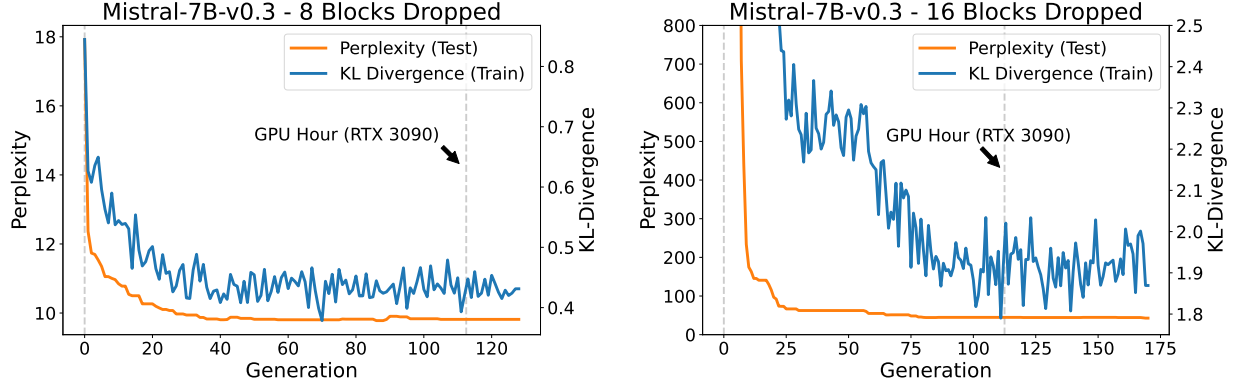 Mistral-7B-v0.3 - 8 Blocks Dropped
Perplexity (Test)
KL Divergence (Train)
GPU Hour (RTX 3090)
Perplexity
18
16
14
12
10
KL-Divergence
0.8
0.7
0.6
0.5
0.4
0 20 40 60 80 100 120
Generation
Mistral-7B-v0.3 - 16 Blocks Dropped
Perplexity (Test)
KL Divergence (Train)
GPU Hour (RTX 3090)
Perplexity
800
700
600
500
400
300
200
100
0
KL-Divergence
2.5
2.4
2.3
2.2
2.1
2.0
1.9
1.8
0 25 50 75 100 125 150 175
Generation